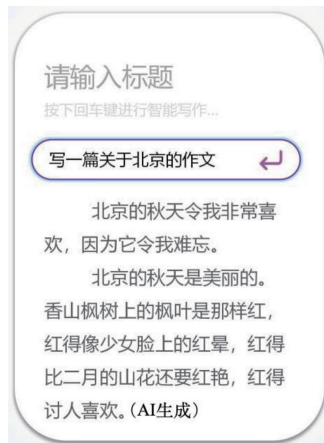 请输入标题
按下回车键进行智能写作...
写一篇关于北京的作文
北京的秋天令我非常喜
欢，因为它令我难忘。
北京的秋天是美丽的。
香山枫树上的枫叶是那样红，
红得像少女脸上的红晕，红得
比二月的山花还要红艳，红得
讨人喜欢。（AI生成）